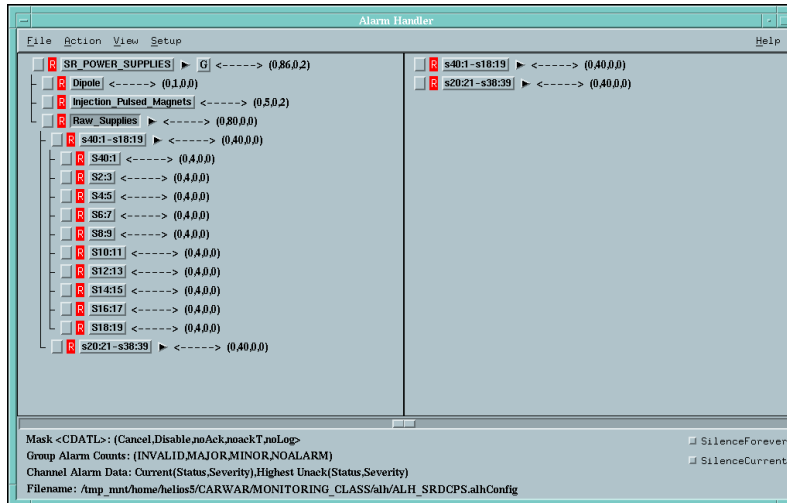 Alarm Handler
File Action View Setup Help
R SR_POWER_SUPPLIES G <-----> (0,86,0,2)
R Dipole <-----> (0,1,0,0)
R Injection_Pulsed_Magnets <-----> (0,5,0,2)
R Raw_Supplies <-----> (0,80,0,0)
R s40:1-s18:19 <-----> (0,40,0,0)
R S40:1 <-----> (0,4,0,0)
R S2:3 <-----> (0,4,0,0)
R S4:5 <-----> (0,4,0,0)
R S6:7 <-----> (0,4,0,0)
R S8:9 <-----> (0,4,0,0)
R S10:11 <-----> (0,4,0,0)
R S12:13 <-----> (0,4,0,0)
R S14:15 <-----> (0,4,0,0)
R S16:17 <-----> (0,4,0,0)
R S18:19 <-----> (0,4,0,0)
R s20:21-s38:39 <-----> (0,40,0,0)
R s40:1-s18:19 <-----> (0,40,0,0)
R s20:21-s38:39 <-----> (0,40,0,0)
Mask <CDATL>: (Cancel,Disable,noAck,noackT,noLog)
Group Alarm Counts: (INVALID,MAJOR,MINOR,NOALARM)
Channel Alarm Data: Current(Status,Severity),Highest Unack(Status,Severity)
Filename: /tmp_mnt/home/helios5/CARWAR/MONITORING_CLASS/alh/ALH_SRDCPS.alhConfig
SilenceForever
SilenceCurrent